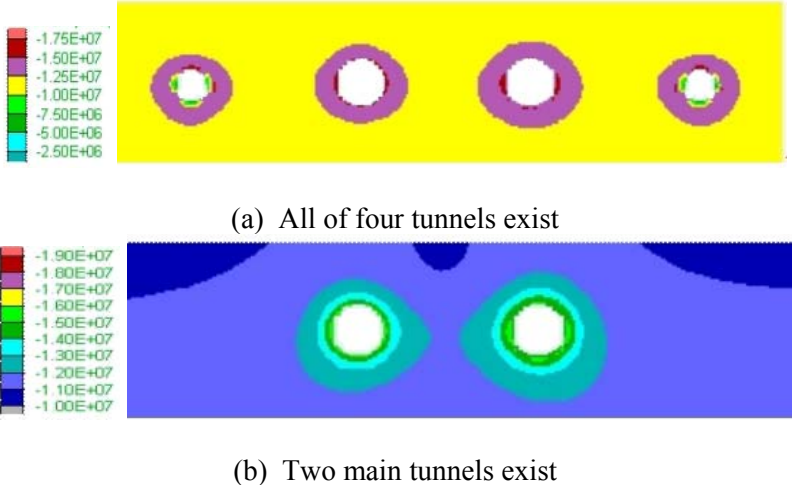 -1.75E+07
-1.50E+07
-1.25E+07
1.00E+07
-7.50E+06
-5.00E+06
-2.50E+06
(a) All of four tunnels exist
-1.90E+07
-1.80E+07
-1.70E+07
-1.60E+07
-1.50E+07
-1.40E+07
-1.30E+07
-1.20E+07
-1.10E+07
-1.00E+07
(b) Two main tunnels exist